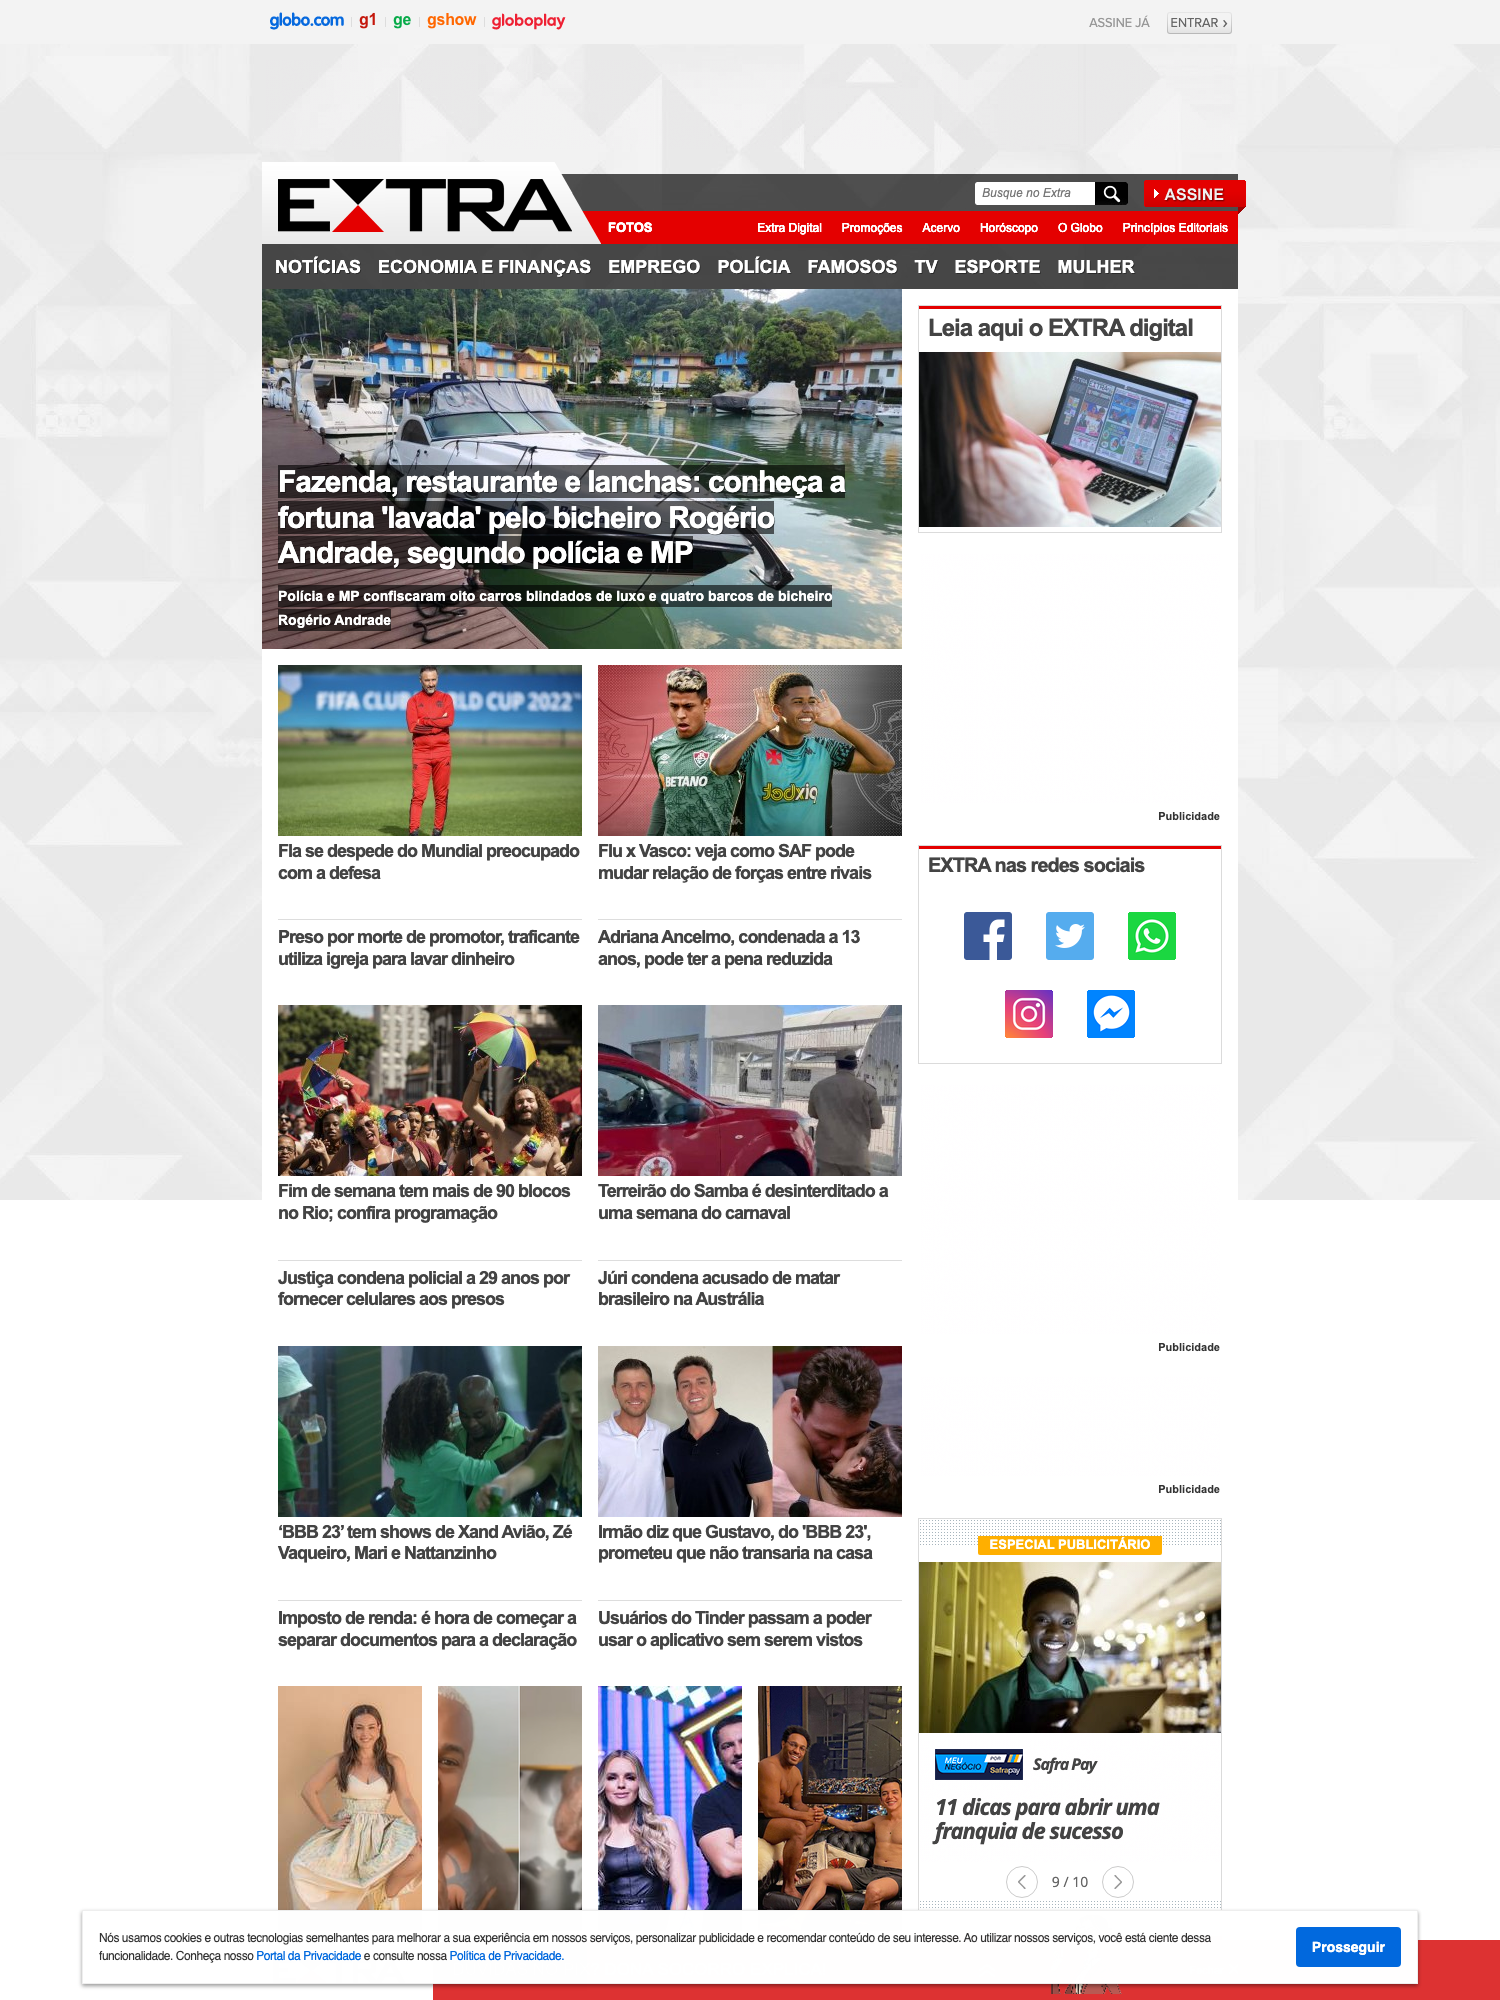 globo.com g1 ge gshow globoplay
ASSINE JÁ
ENTRAR ›
EXTRA
Busque no Extra
ASSINE
FOTOS
Extra Digital Promoções Acervo Horóscopo O Globo Princípios Editoriais
NOTÍCIAS ECONOMIA E FINANÇAS EMPREGO POLÍCIA FAMOSOS TV ESPORTE MULHER
Fazenda, restaurante e lanchas: conheça a
fortuna 'lavada' pelo bicheiro Rogério
Andrade, segundo polícia e MP
Polícia e MP confiscaram oito carros blindados de luxo e quatro barcos de bicheiro
Rogério Andrade
Leia aqui o EXTRA digital
Publicidade
FIFA CLUB WORLD CUP 2022
BETANO
Fla se despede do Mundial preocupado
com a defesa
Flu x Vasco: veja como SAF pode
mudar relação de forças entre rivais
Preso por morte de promotor, traficante
utiliza igreja para lavar dinheiro
Adriana Ancelmo, condenada a 13
anos, pode ter a pena reduzida
EXTRA nas redes sociais
Fim de semana tem mais de 90 blocos
no Rio; confira programação
Terreirão do Samba é desinterditado a
uma semana do carnaval
Justiça condena policial a 29 anos por
fornecer celulares aos presos
Júri condena acusado de matar
brasileiro na Austrália
Publicidade
Publicidade
‘BBB 23’ tem shows de Xand Avião, Zé
Vaqueiro, Mari e Nattanzinho
Irmão diz que Gustavo, do 'BBB 23',
prometeu que não transaria na casa
Imposto de renda: é hora de começar a
separar documentos para a declaração
Usuários do Tinder passam a poder
usar o aplicativo sem serem vistos
ESPECIAL PUBLICITÁRIO
MEU NEGÓCIO POR Safrapay
Safra Pay
11 dicas para abrir uma
franquia de sucesso
9 / 10
Nós usamos cookies e outras tecnologias semelhantes para melhorar a sua experiência em nossos serviços, personalizar publicidade e recomendar conteúdo de seu interesse. Ao utilizar nossos serviços, você está ciente dessa
funcionalidade. Conheça nosso Portal da Privacidade e consulte nossa Política de Privacidade.
Prosseguir